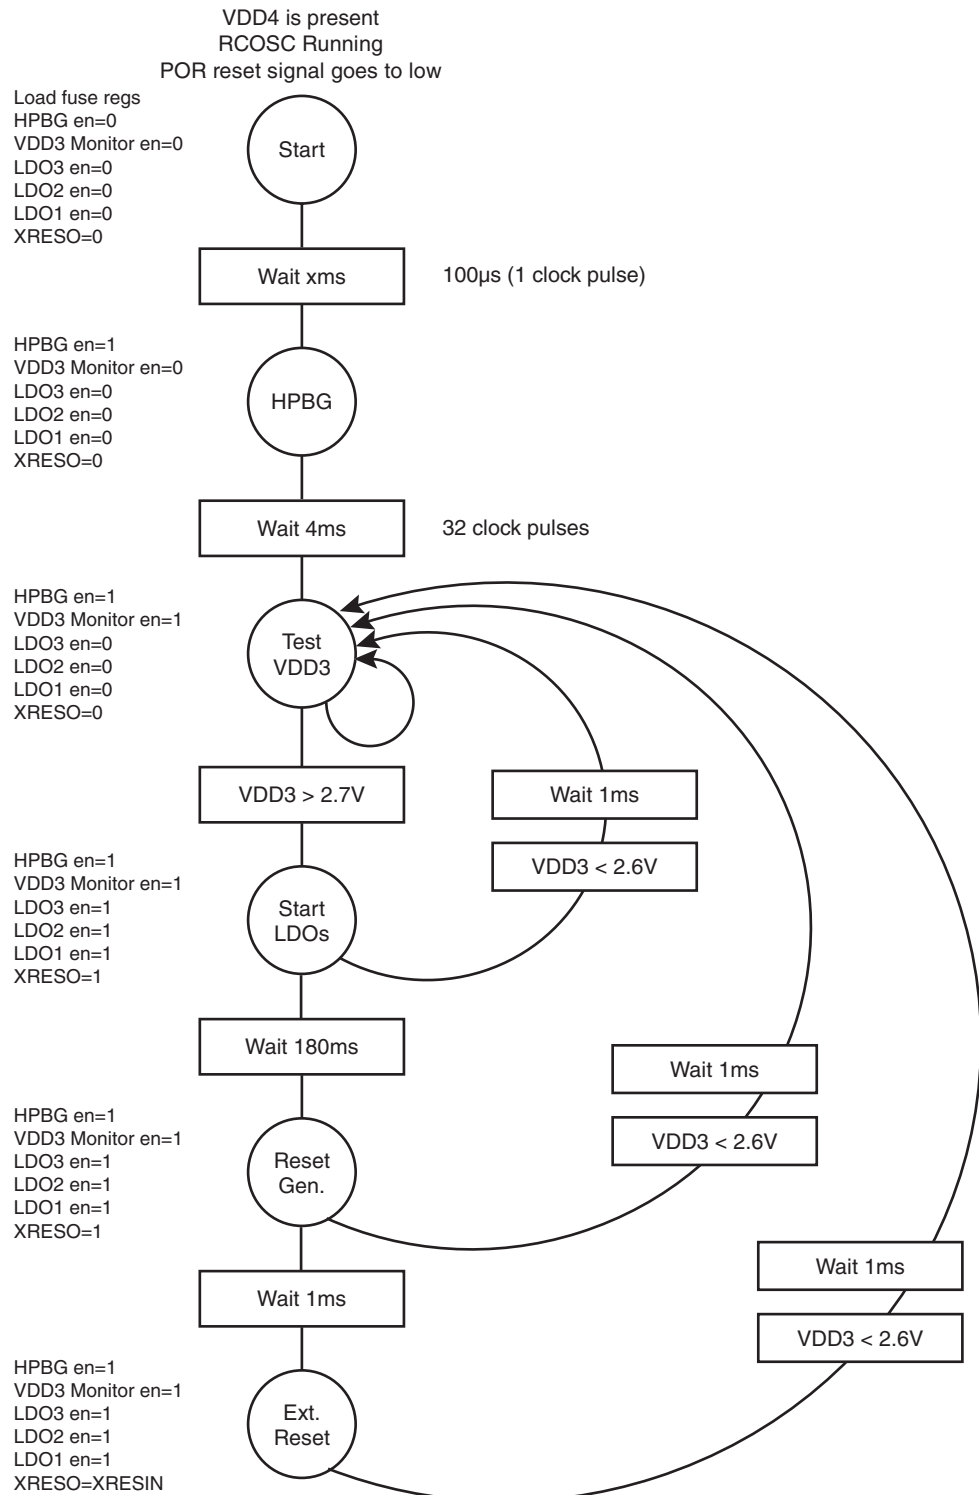 VDD4 is present
RCOSC Running
POR reset signal goes to low
Load fuse regs
HPBG en=0
VDD3 Monitor en=0
LDO3 en=0
LDO2 en=0
LDO1 en=0
XRESO=0
Start
Wait xms
100µs (1 clock pulse)
HPBG en=1
VDD3 Monitor en=0
LDO3 en=0
LDO2 en=0
LDO1 en=0
XRESO=0
HPBG
Wait 4ms
32 clock pulses
HPBG en=1
VDD3 Monitor en=1
LDO3 en=0
LDO2 en=0
LDO1 en=0
XRESO=0
Test
VDD3
VDD3 > 2.7V
Wait 1ms
VDD3 < 2.6V
HPBG en=1
VDD3 Monitor en=1
LDO3 en=1
LDO2 en=1
LDO1 en=1
XRESO=1
Start
LDOs
Wait 180ms
Wait 1ms
VDD3 < 2.6V
HPBG en=1
VDD3 Monitor en=1
LDO3 en=1
LDO2 en=1
LDO1 en=1
XRESO=1
Reset
Gen.
Wait 1ms
Wait 1ms
VDD3 < 2.6V
HPBG en=1
VDD3 Monitor en=1
LDO3 en=1
LDO2 en=1
LDO1 en=1
XRESO=XRESIN
Ext.
Reset